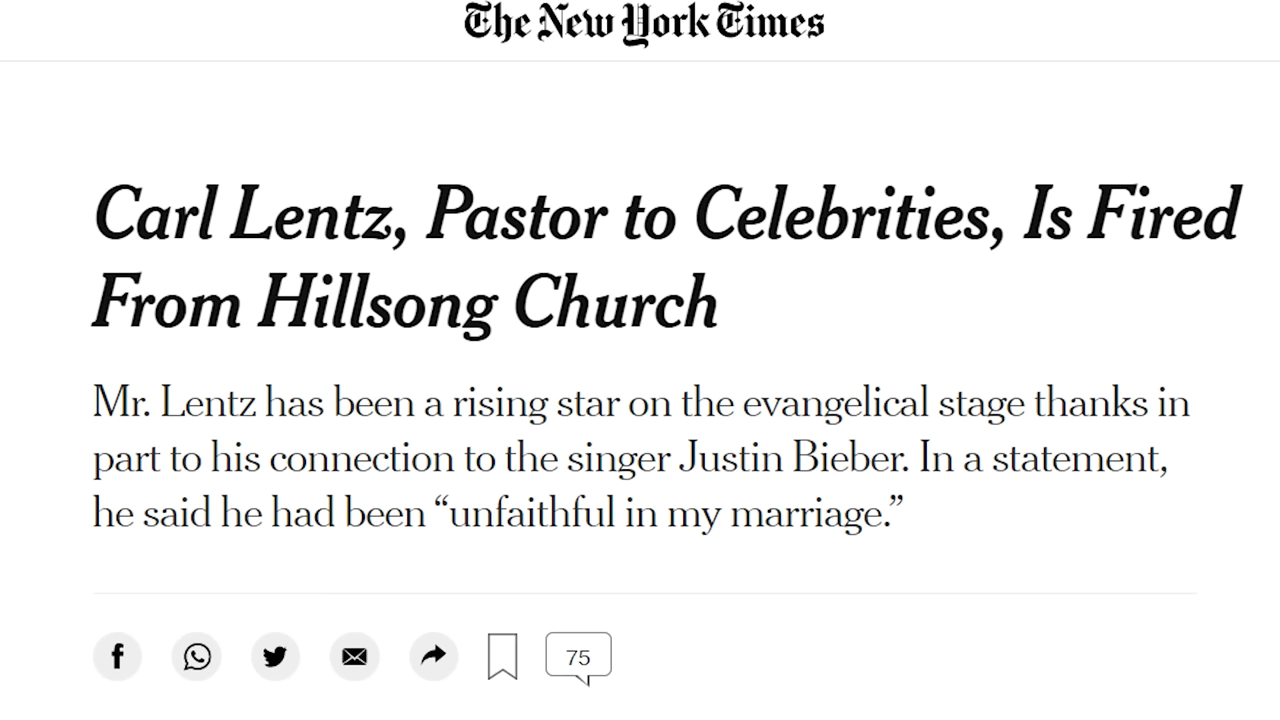 The New York Times
Carl Lentz, Pastor to Celebrities, Is Fired
From Hillsong Church
Mr. Lentz has been a rising star on the evangelical stage thanks in
part to his connection to the singer Justin Bieber. In a statement,
he said he had been “unfaithful in my marriage.”
75